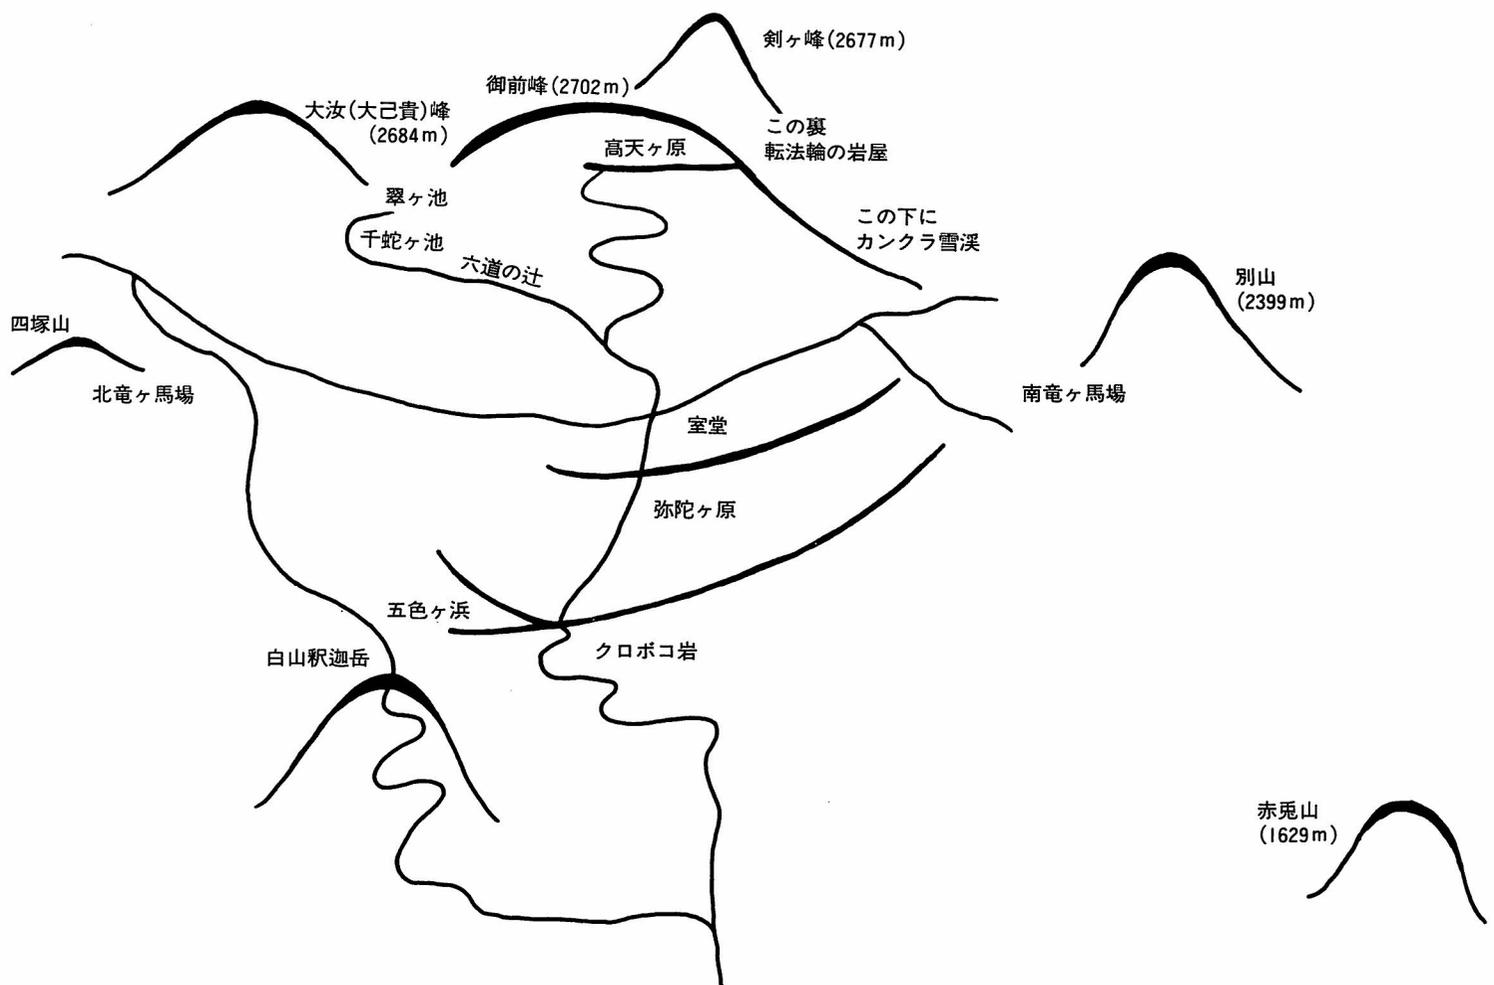 剣ヶ峰(2677m)
御前峰(2702m)
大汝(大己貴)峰
(2684m)
この裏
転法輪の岩屋
高天ヶ原
翠ヶ池
千蛇ヶ池
六道の辻
この下に
カンクラ雪渓
別山
(2399m)
四塚山
北竜ヶ馬場
南竜ヶ馬場
室堂
弥陀ヶ原
五色ヶ浜
クロボコ岩
白山釈迦岳
赤兎山
(1629m)